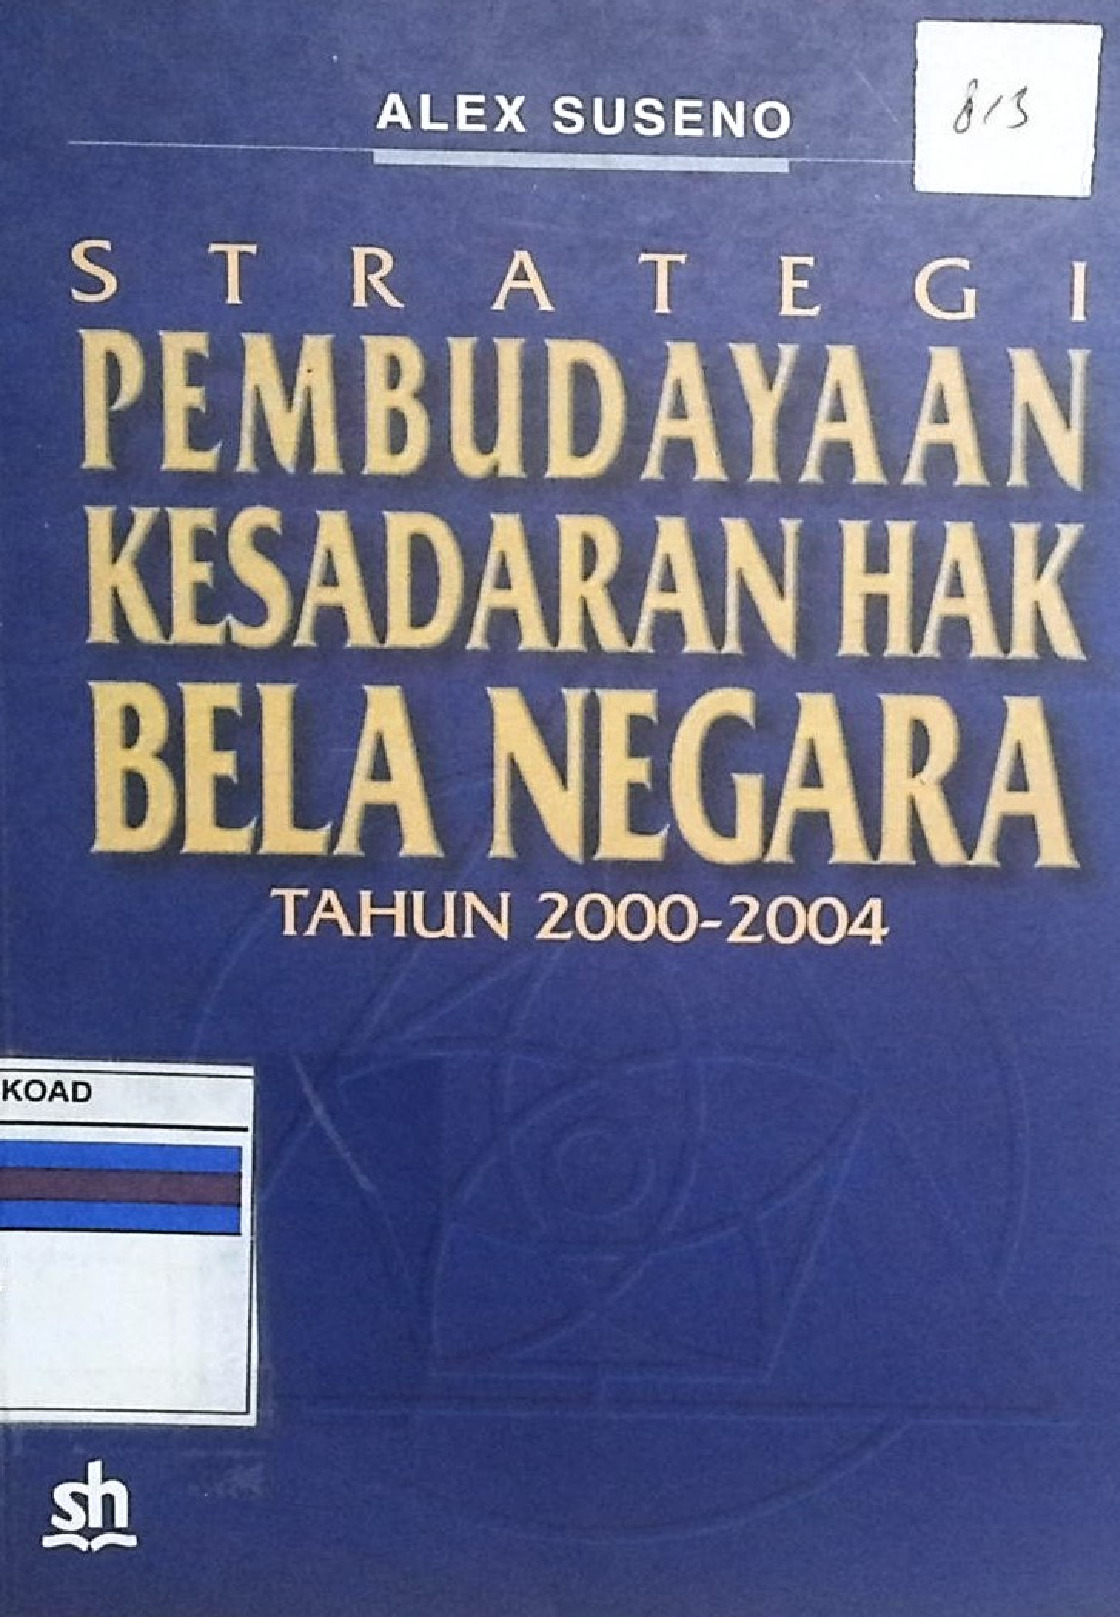 ALEX SUSENO
813
STRATEGI
PEMBUDAYAAN
KESADARAN HAK
BELA NEGARA
TAHUN 2000-2004
KOAD
sh